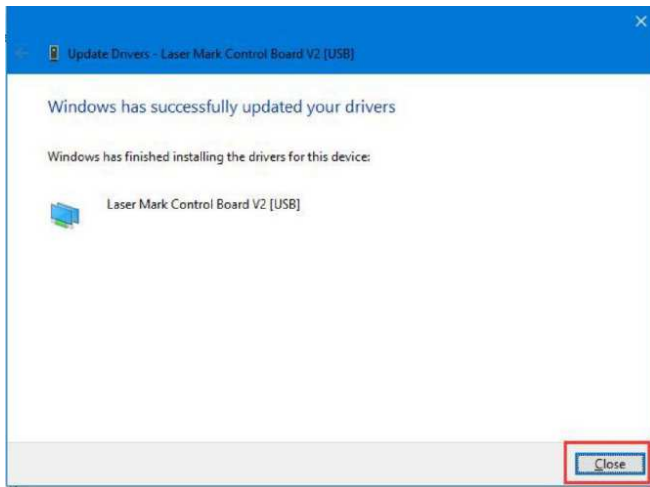 Update Drivers - Laser Mark Control Board V2 [USB]
Windows has successfully updated your drivers
Windows has finished installing the drivers for this device:
Laser Mark Control Board V2 [USB]
Close